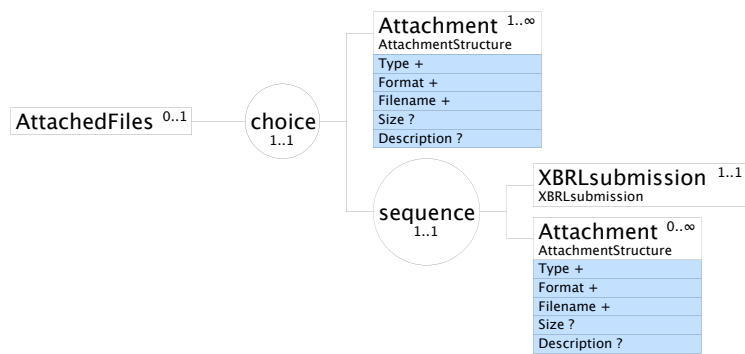 AttachedFiles 0..1
choice
1..1
Attachment 1..∞
AttachmentStructure
Type +
Format +
Filename +
Size ?
Description ?
sequence
1..1
XBRLsubmission 1..1
XBRLsubmission
Attachment 0..∞
AttachmentStructure
Type +
Format +
Filename +
Size ?
Description ?